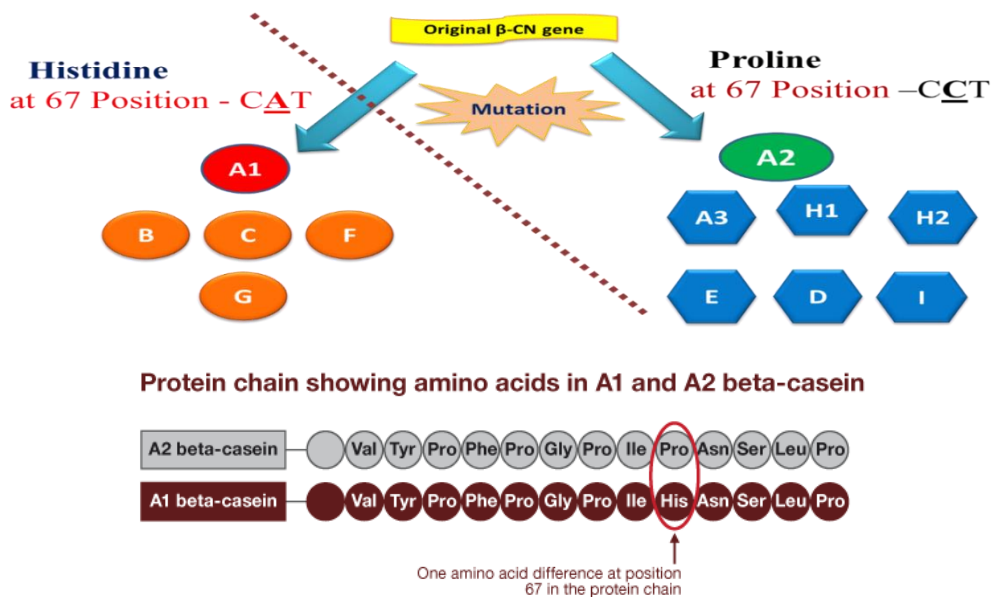 Original β-CN gene
Histidine
at 67 Position - CAT
Mutation
Proline
at 67 Position –CCT
A1
A2
B
C
F
G
A3
H1
H2
E
D
I
Protein chain showing amino acids in A1 and A2 beta-casein
A2 beta-casein Val Tyr Pro Phe Pro Gly Pro Ile Pro Asn Ser Leu Pro
A1 beta-casein Val Tyr Pro Phe Pro Gly Pro Ile His Asn Ser Leu Pro
One amino acid difference at position
67 in the protein chain